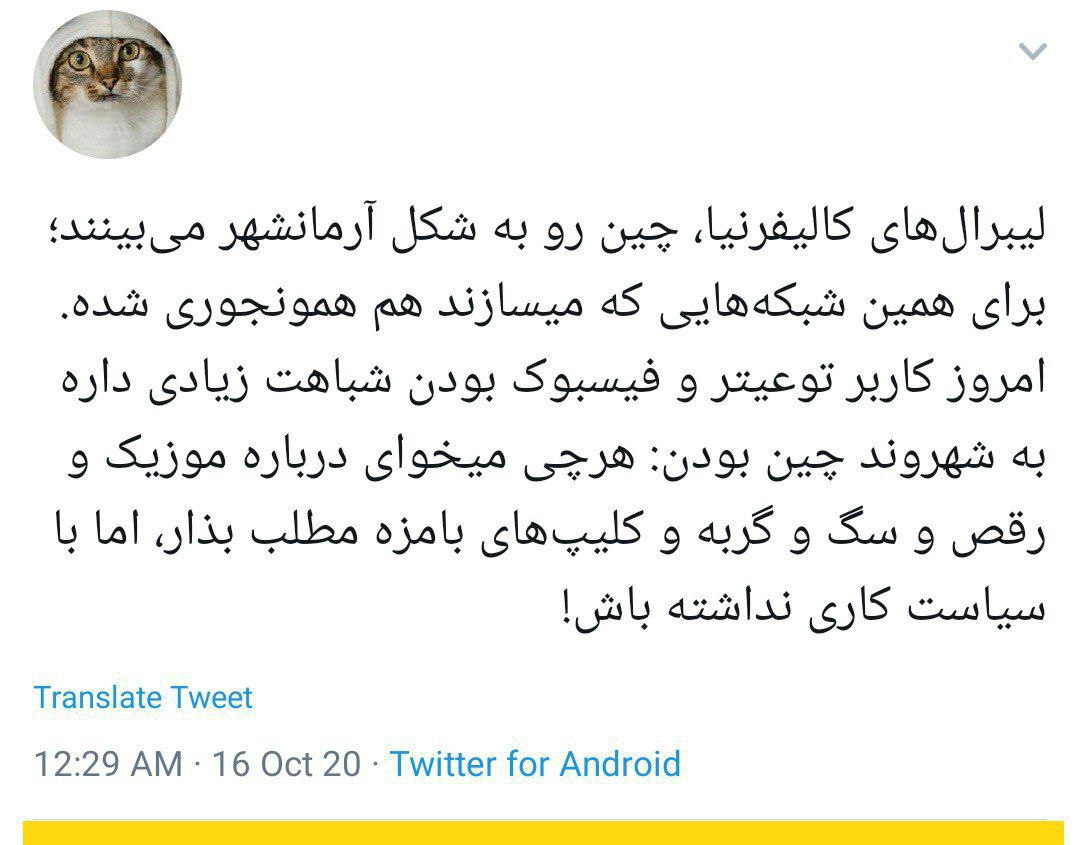 لیبرال‌های کالیفرنیا، چین رو به شکل آرمانشهر می‌بینند؛
برای همین شبکه‌هایی که میسازند هم همونجوری شده.
امروز کاربر توعیتر و فیسبوک بودن شباهت زیادی داره
به شهروند چین بودن: هرچی میخوای درباره موزیک و
رقص و سگ و گربه و کلیپ‌های بامزه مطلب بذار، اما با
سیاست کاری نداشته باش!
Translate Tweet
12:29 AM · 16 Oct 20 · Twitter for Android